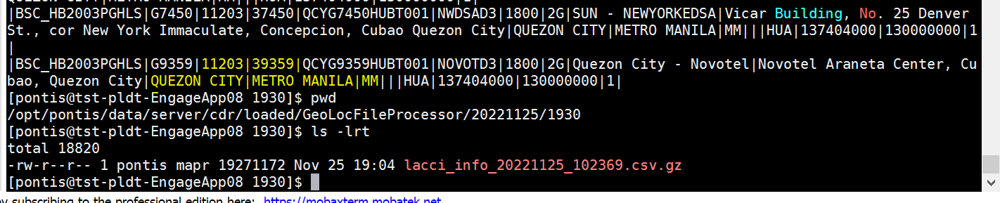 |BSC_HB2003PGHLS|G7450|11203|37450|QCYG7450HUBT001|NWDSAD3|1800|2G|SUN - NEWYORKEDSA|Vicar Building, No. 25 Denver
St., cor New York Immaculate, Concepcion, Cubao Quezon City|QUEZON CITY|METRO MANILA|MM|||HUA|137404000|130000000|1
|
|BSC_HB2003PGHLS|G9359|11203|39359|QCYG9359HUBT001|NOVOTD3|1800|2G|Quezon City - Novotel|Novotel Araneta Center, Cu
bao, Quezon City|QUEZON CITY|METRO MANILA|MM|||HUA|137404000|130000000|1|
[pontis@tst-pldt-EngageApp08 1930]$ pwd
/opt/pontis/data/server/cdr/loaded/GeoLocFileProcessor/20221125/1930
[pontis@tst-pldt-EngageApp08 1930]$ ls -lrt
total 18820
-rw-r--r-- 1 pontis mapr 19271172 Nov 25 19:04 lacci_info_20221125_102369.csv.gz
[pontis@tst-pldt-EngageApp08 1930]$
by subscribing to the professional edition here: https://mobaxterm.mobatek.net